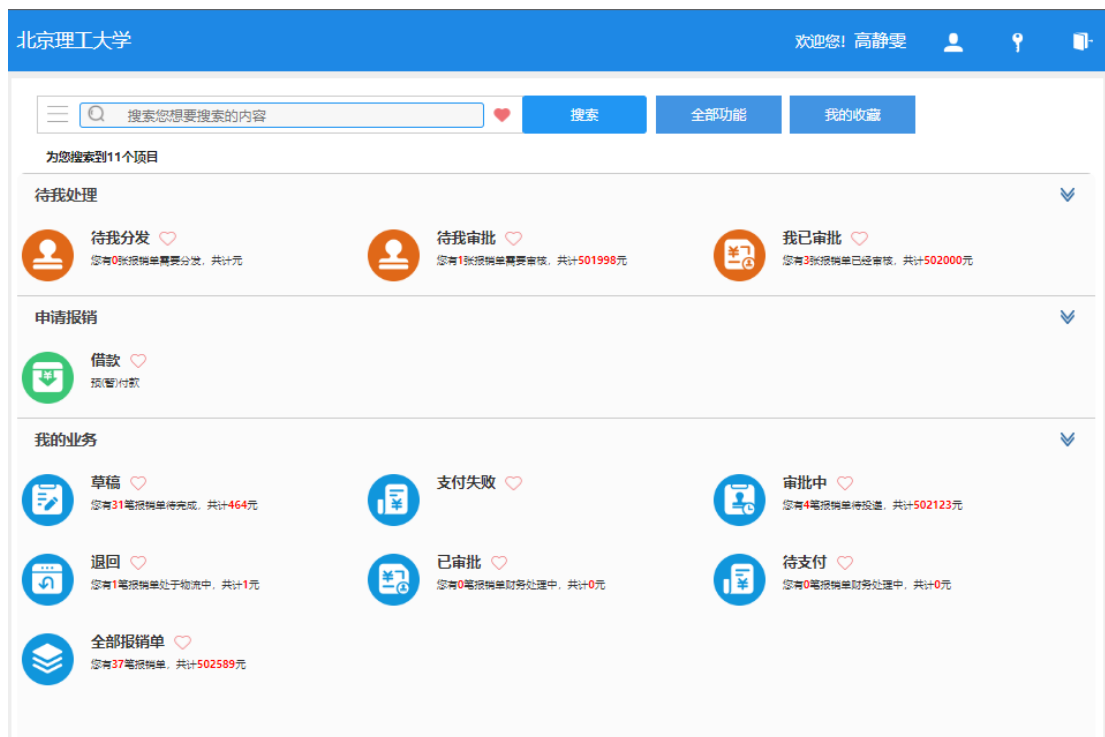 北京理工大学
欢迎您! 高静雯
搜索您想要搜索的内容
搜索
全部功能
我的收藏
为您搜索到11个项目
待我处理
待我分发
您有0张报销单需要分发，共计元
待我审批
您有1张报销单需要审核，共计501998元
我已审批
您有3张报销单已经审核，共计502000元
申请报销
借款
预(暂)付款
我的业务
草稿
您有31笔报销单待完成，共计464元
支付失败
审批中
您有4笔报销单待投递，共计502123元
退回
您有1笔报销单处于物流中，共计1元
已审批
您有0笔报销单财务处理中，共计0元
待支付
您有0笔报销单财务处理中，共计0元
全部报销单
您有37笔报销单，共计502589元